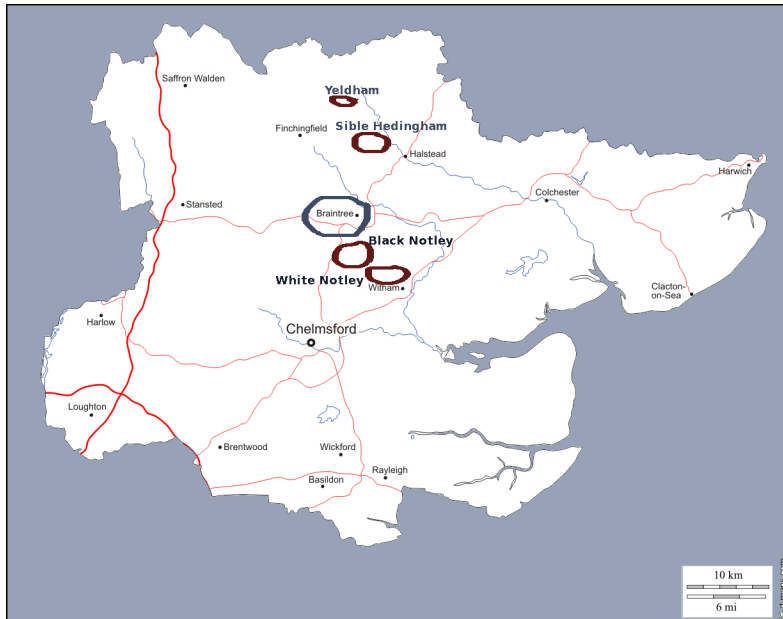 Saffron Walden
Yeldham
Finchingfield
Sible Hedingham
Halstead
Harwich
Stansted
Braintree
Colchester
Black Notley
White Notley
Witham
Clacton-
on-Sea
Harlow
Chelmsford
Loughton
Brentwood
Wickford
Rayleigh
Basildon
10 km
6 mi